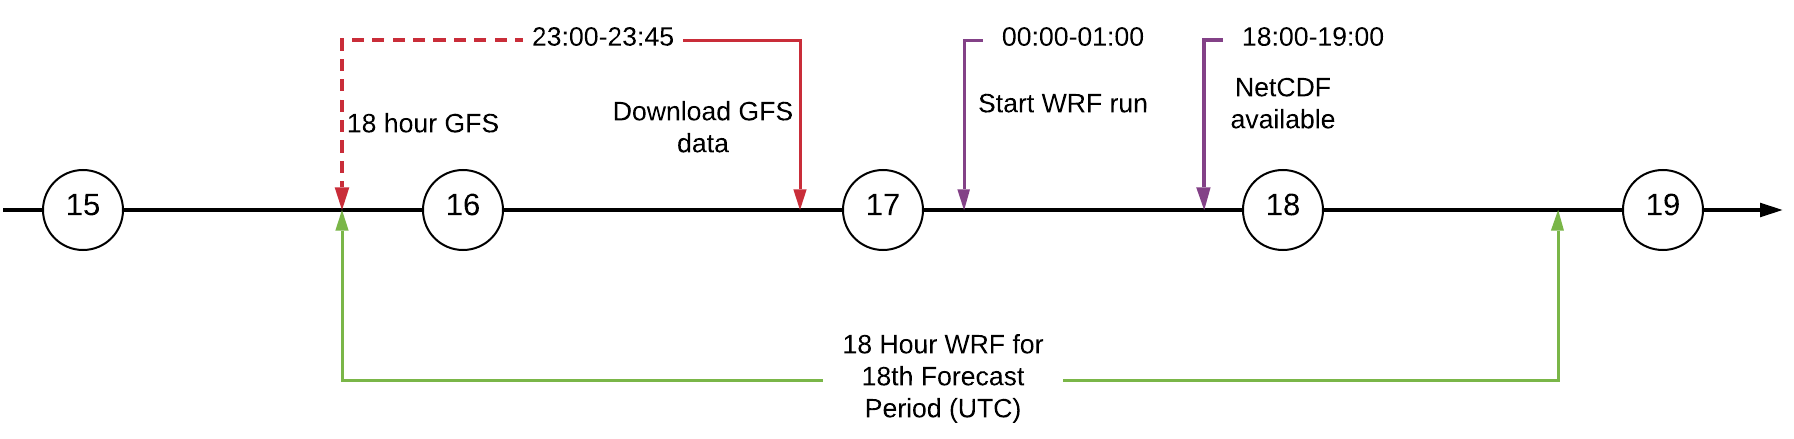 23:00-23:45
00:00-01:00
18:00-19:00
18 hour GFS
Download GFS
data
Start WRF run
NetCDF
available
15
16
17
18
19
18 Hour WRF for
18th Forecast
Period (UTC)